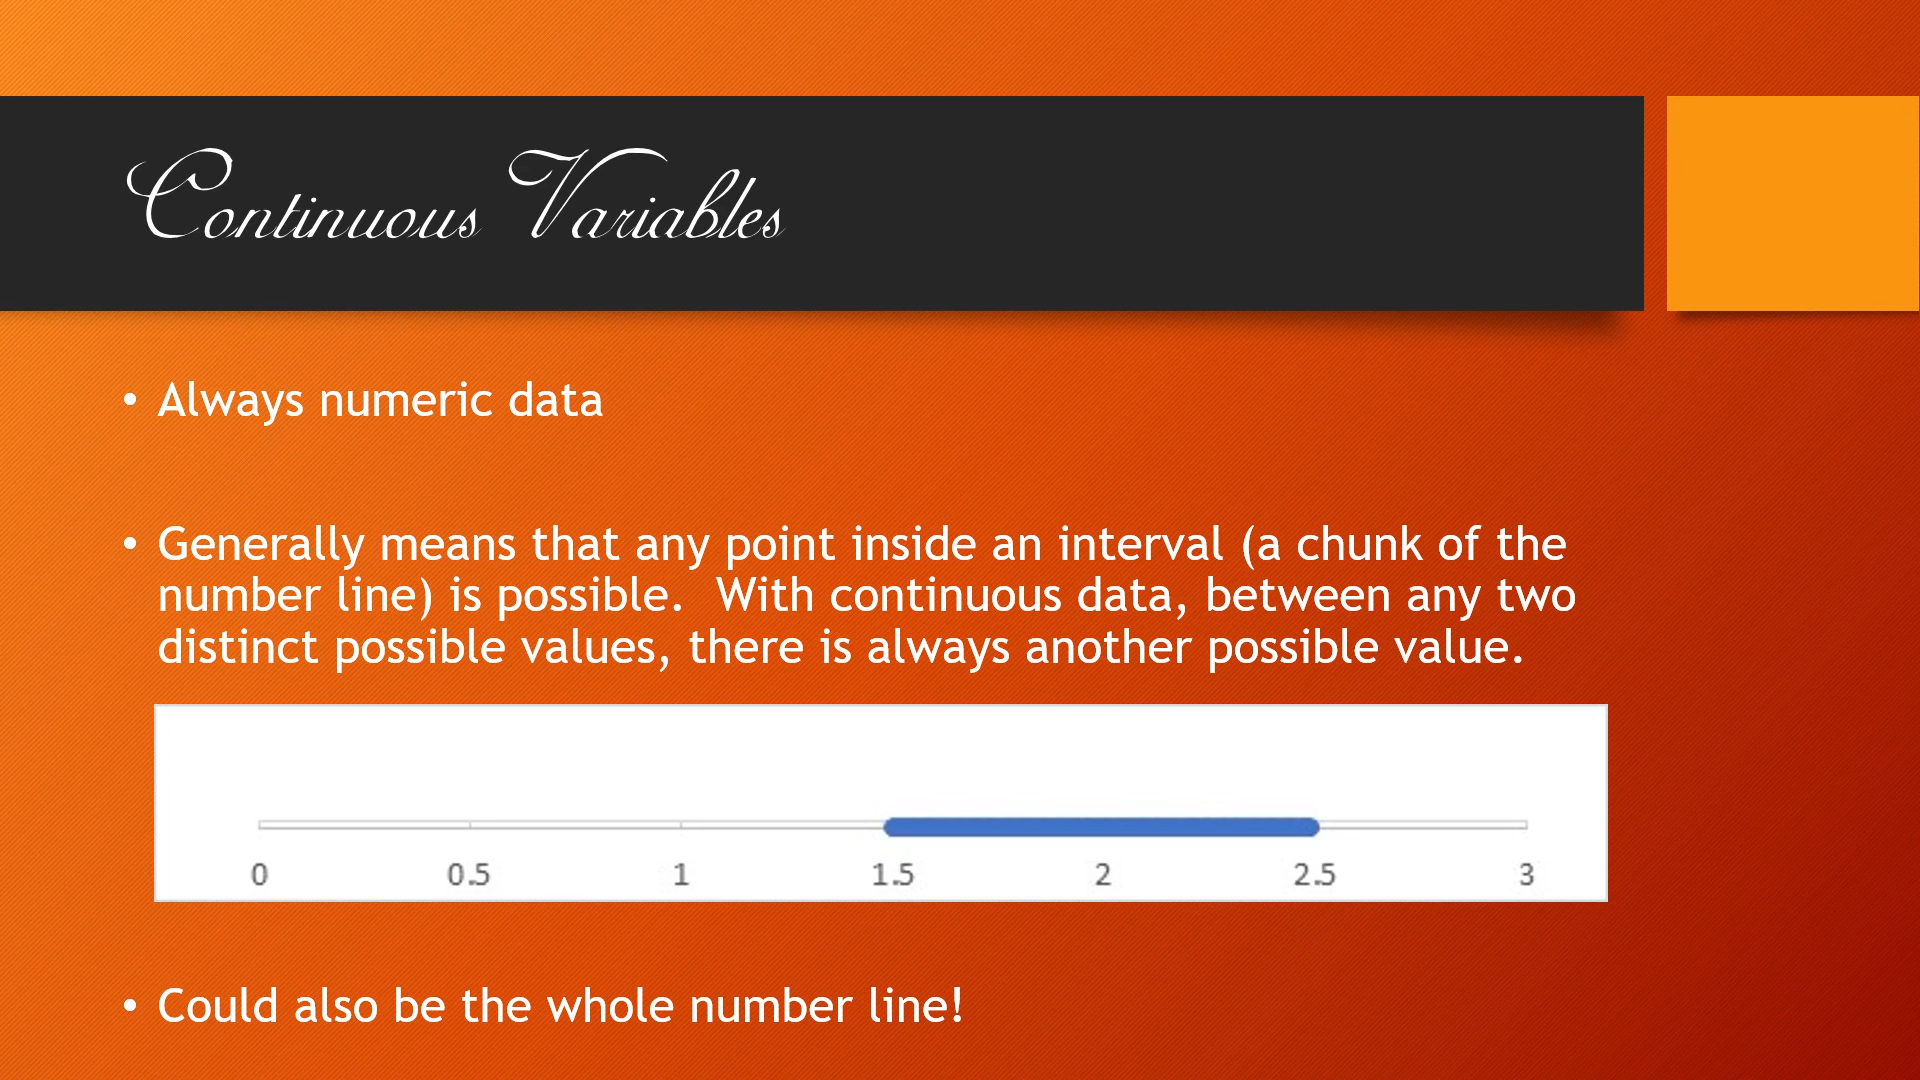 Continuous Variables
• Always numeric data
• Generally means that any point inside an interval (a chunk of the
number line) is possible.  With continuous data, between any two
distinct possible values, there is always another possible value.
0 0.5 1 1.5 2 2.5 3
• Could also be the whole number line!